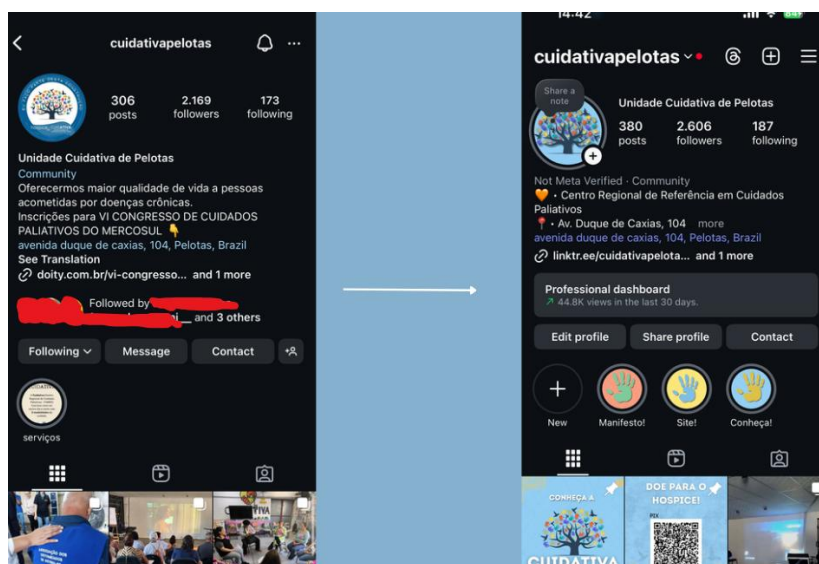 cuidativapelotas
306
posts
2.169
followers
173
following
Unidade Cuidativa de Pelotas
Community
Oferecermos maior qualidade de vida a pessoas
acometidas por doenças crônicas.
Inscrições para VI CONGRESSO DE CUIDADOS
PALIATIVOS DO MERCOSUL 👇
avenida duque de caxias, 104, Pelotas, Brazil
See Translation
doity.com.br/vi-congresso... and 1 more
Followed by
and 3 others
Following
Message
Contact
serviços
14:42
84
cuidativapelotas
Share a
note
Unidade Cuidativa de Pelotas
380
posts
2.606
followers
187
following
Not Meta Verified · Community
🧡 • Centro Regional de Referência em Cuidados
Paliativos
📍 • Av. Duque de Caxias, 104 more
avenida duque de caxias, 104, Pelotas, Brazil
linktr.ee/cuidativapelota... and 1 more
Professional dashboard
44.8K views in the last 30 days.
Edit profile
Share profile
Contact
New
Manifesto!
Site!
Conheça!
CONHEÇA A
CUIDATIVA
DOE PARA O
HOSPICE!
PIX